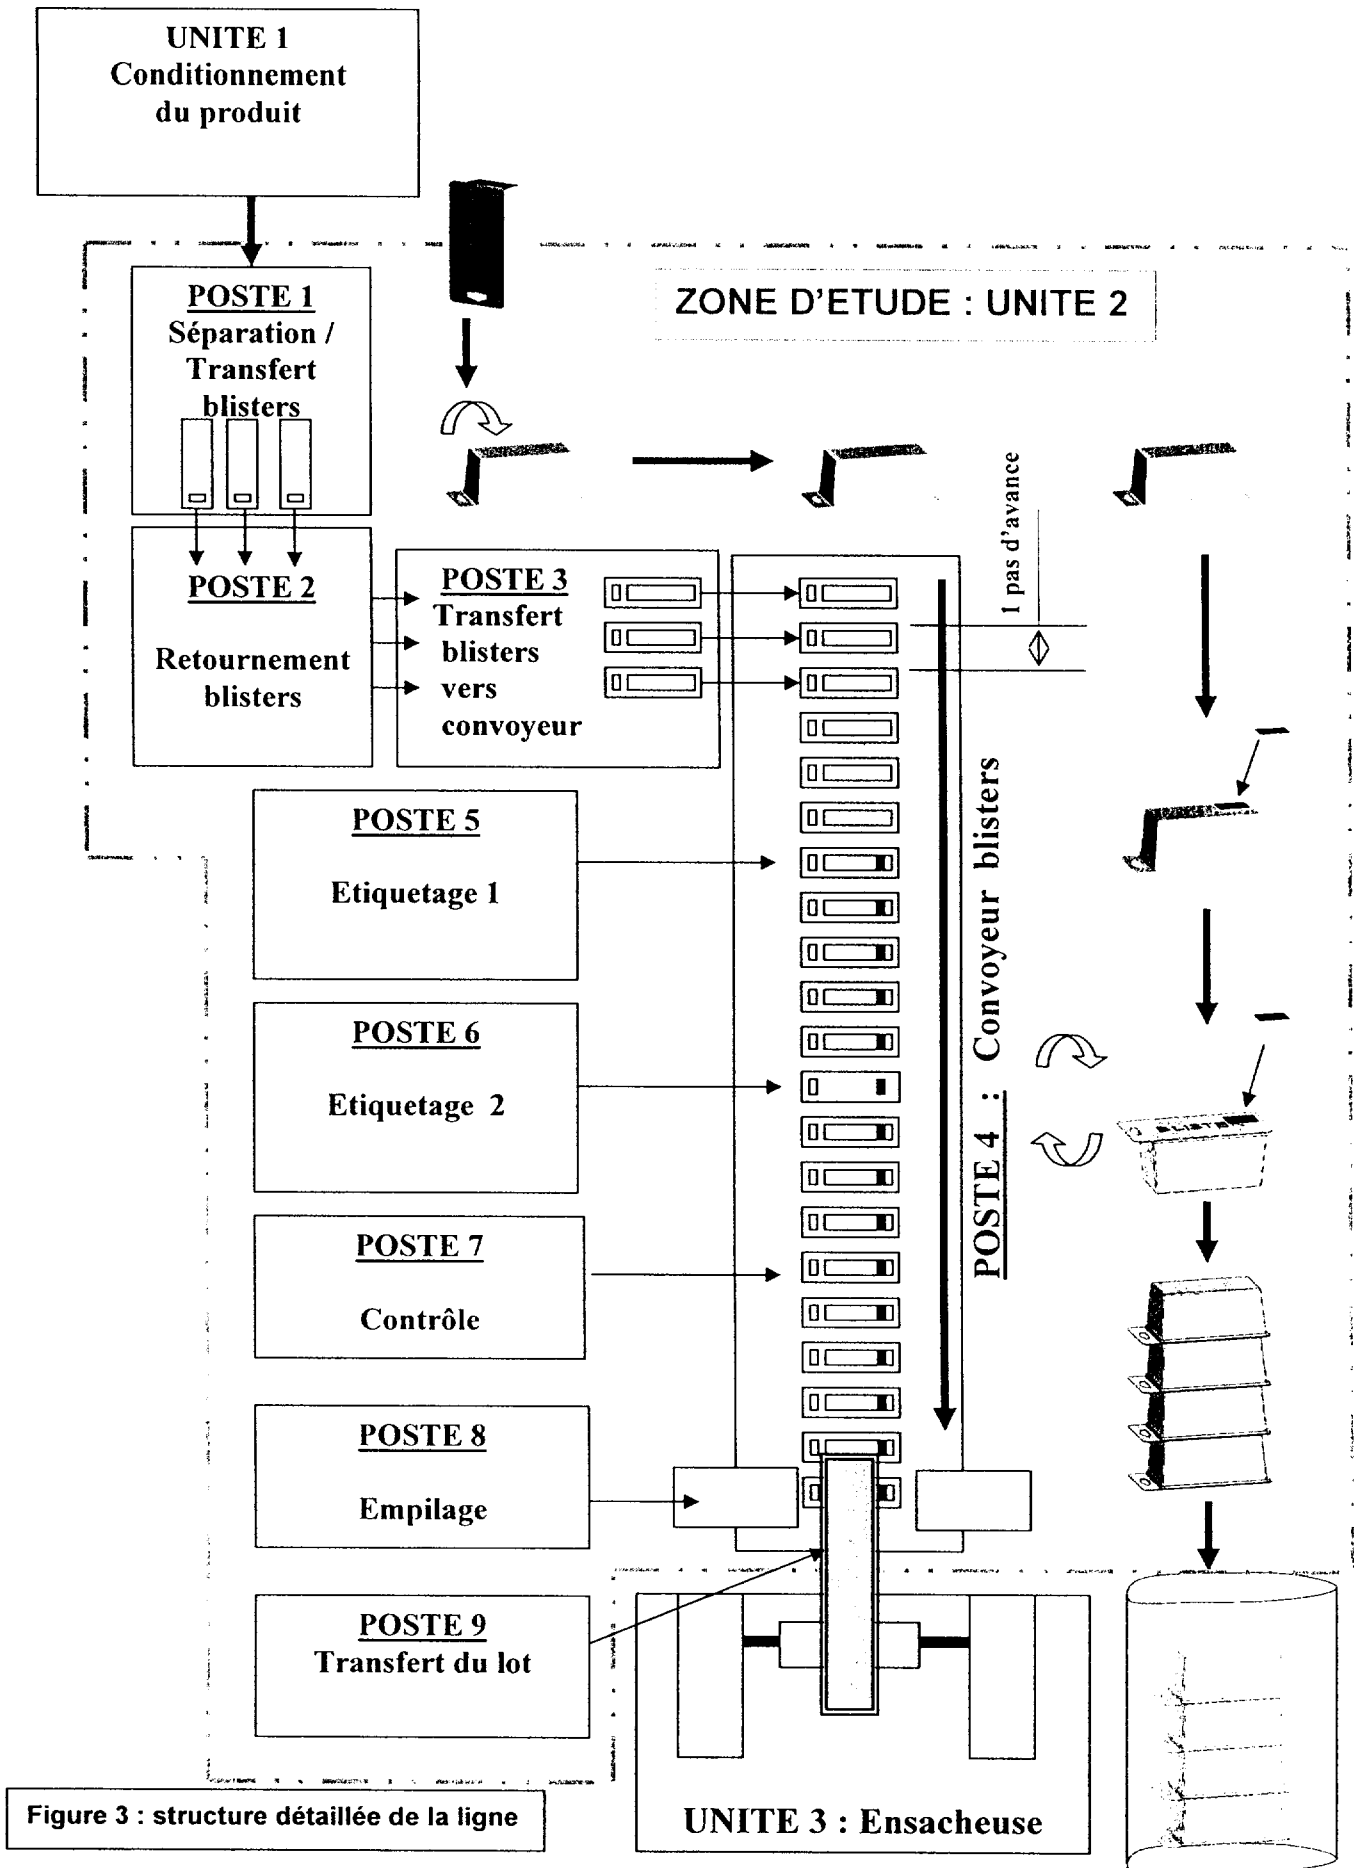 UNITE 1
Conditionnement
du produit
ZONE D'ETUDE : UNITE 2
POSTE 1
Séparation /
Transfert
blisters
1 pas d'avance
POSTE 2
Retournement
blisters
POSTE 3
Transfert
blisters
vers
convoyeur
POSTE 4 : Convoyeur blisters
POSTE 5
Etiquetage 1
POSTE 6
Etiquetage 2
POSTE 7
Contrôle
POSTE 8
Empilage
POSTE 9
Transfert du lot
UNITE 3 : Ensacheuse
Figure 3 : structure détaillée de la ligne